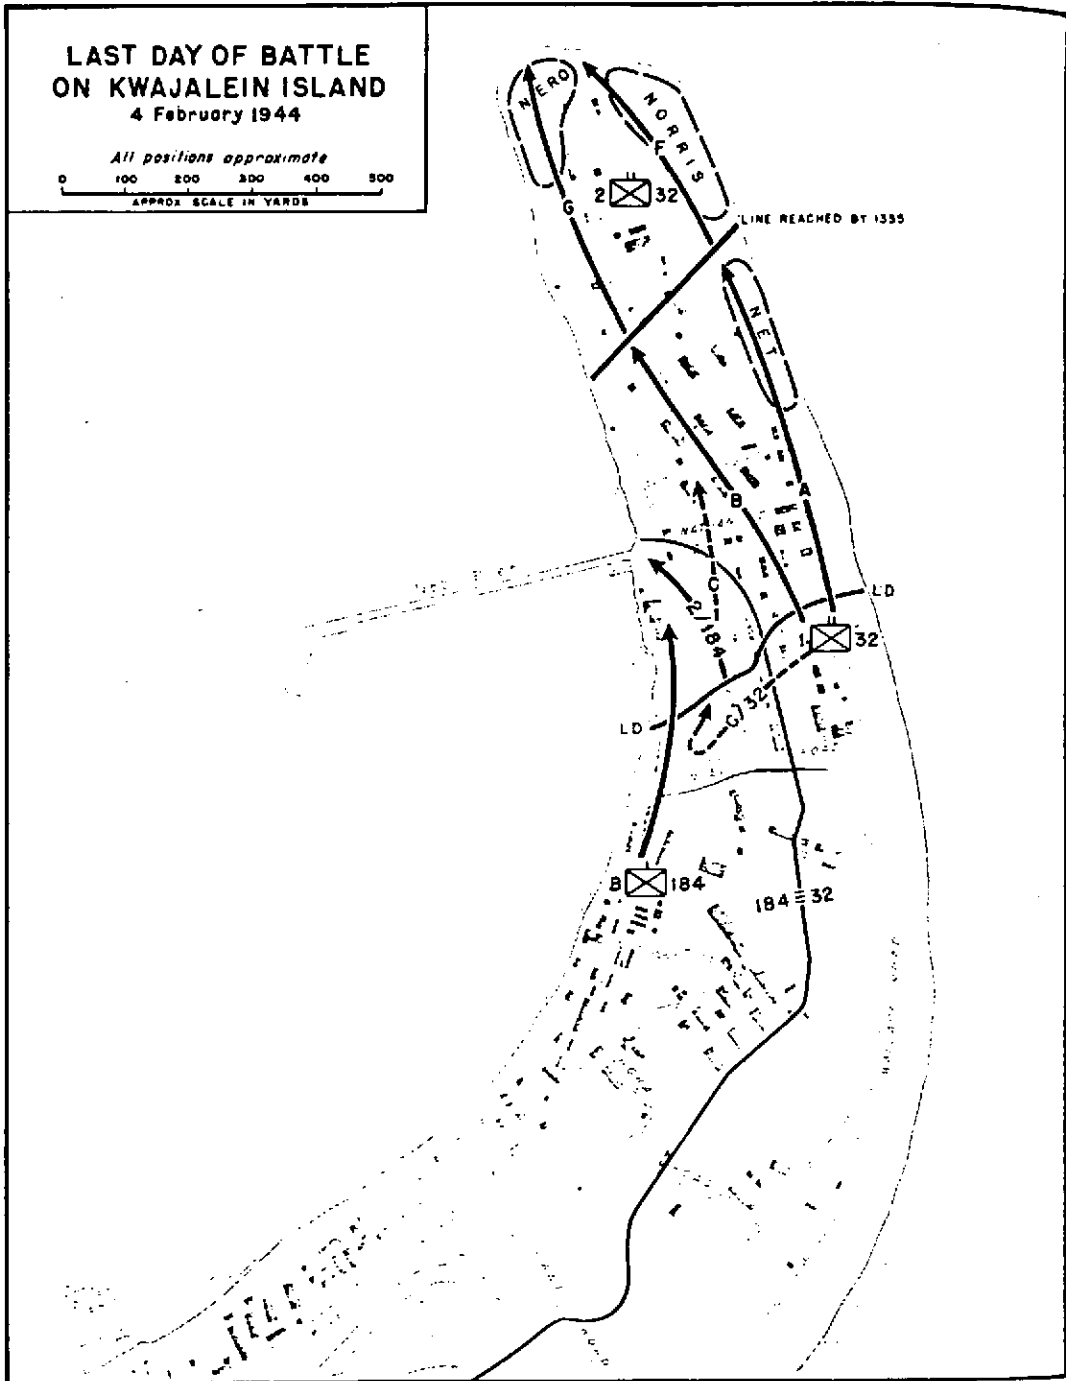 LAST DAY OF BATTLE
ON KWAJALEIN ISLAND
4 February 1944
All positions approximate
0 100 200 300 400 500
APPROX SCALE IN YARDS
NERO
NORRIS
F
G
2 32
LINE REACHED BY 1335
NET
A
B
C
2/184
LD
1 32
G/32
LD
B 184
184 32